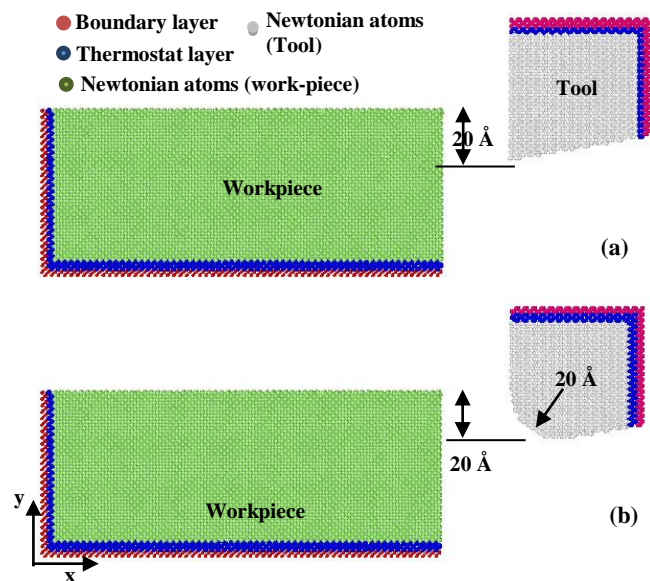 Boundary layer
Thermostat layer
Newtonian atoms (work-piece)
Newtonian atoms
(Tool)
Tool
20 Å
Workpiece
(a)
20 Å
20 Å
Workpiece
(b)
y
x